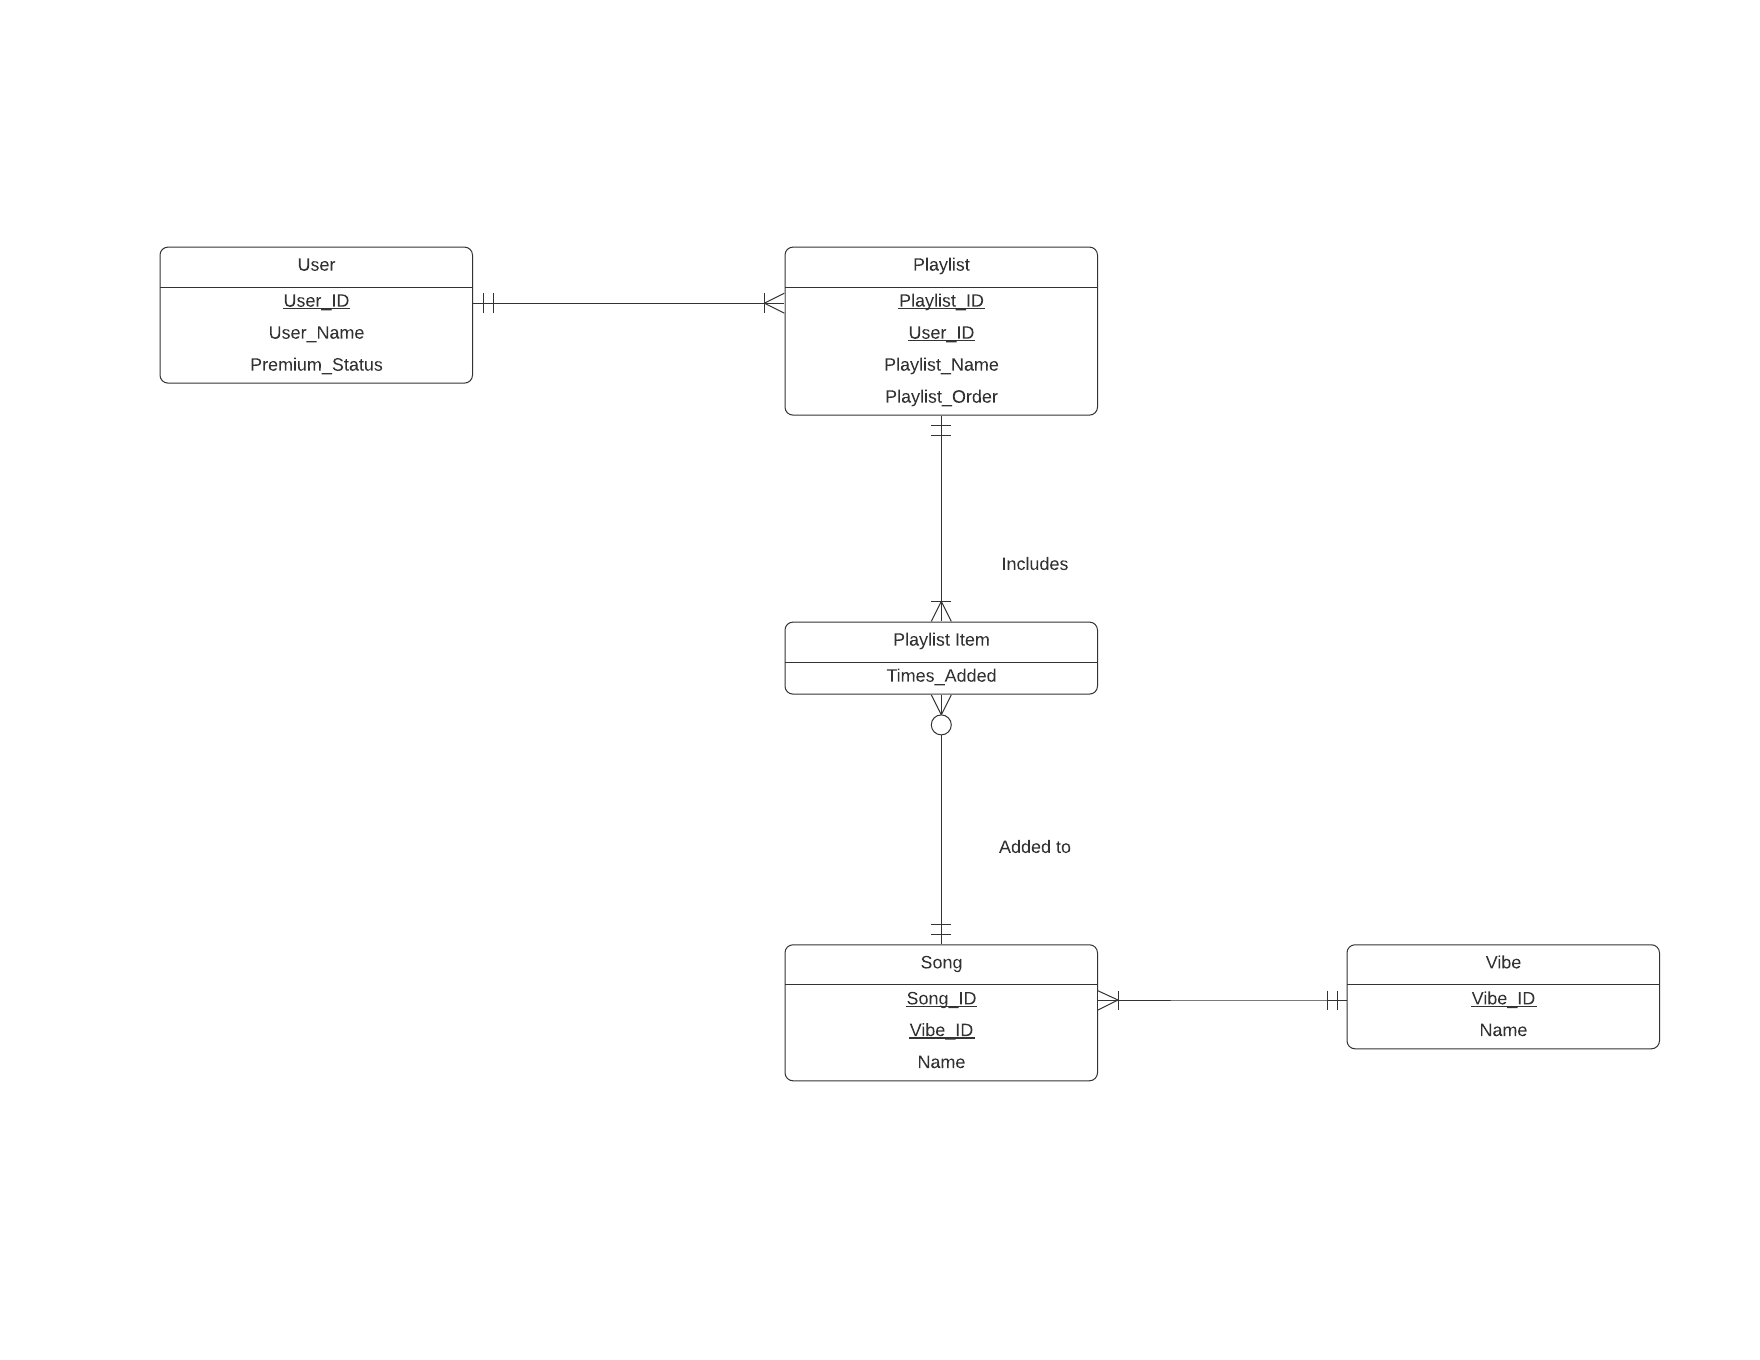 User
User_ID
User_Name
Premium_Status
Playlist
Playlist_ID
User_ID
Playlist_Name
Playlist_Order
Includes
Playlist Item
Times_Added
Added to
Song
Song_ID
Vibe_ID
Name
Vibe
Vibe_ID
Name